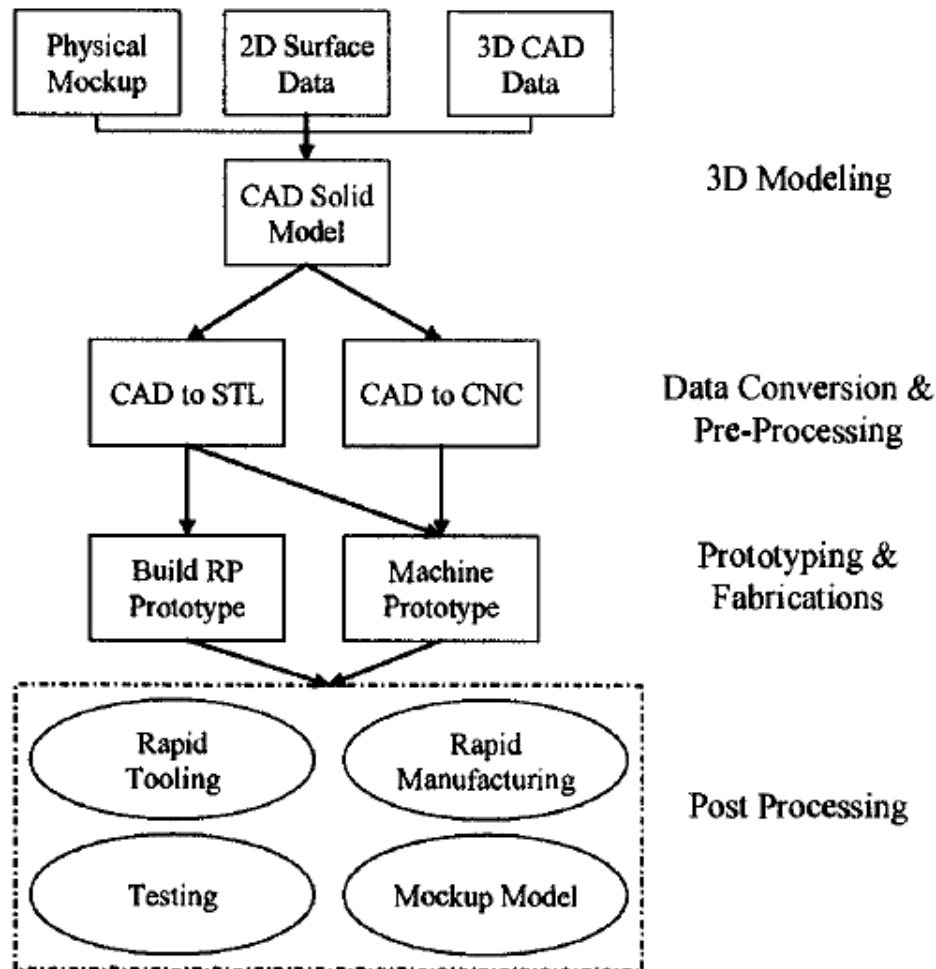 Physical
Mockup
2D Surface
Data
3D CAD
Data
CAD Solid
Model
3D Modeling
CAD to STL
CAD to CNC
Data Conversion &
Pre-Processing
Build RP
Prototype
Machine
Prototype
Prototyping &
Fabrications
Rapid
Tooling
Rapid
Manufacturing
Post Processing
Testing
Mockup Model